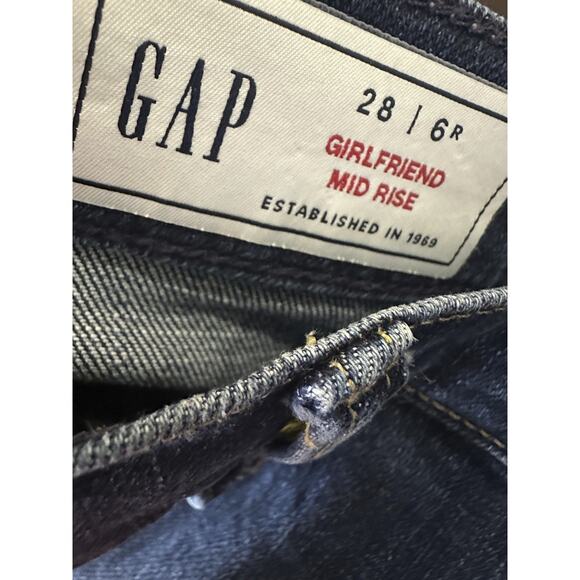 GAP
28 | 6R
GIRLFRIEND
MID RISE
ESTABLISHED IN 1969